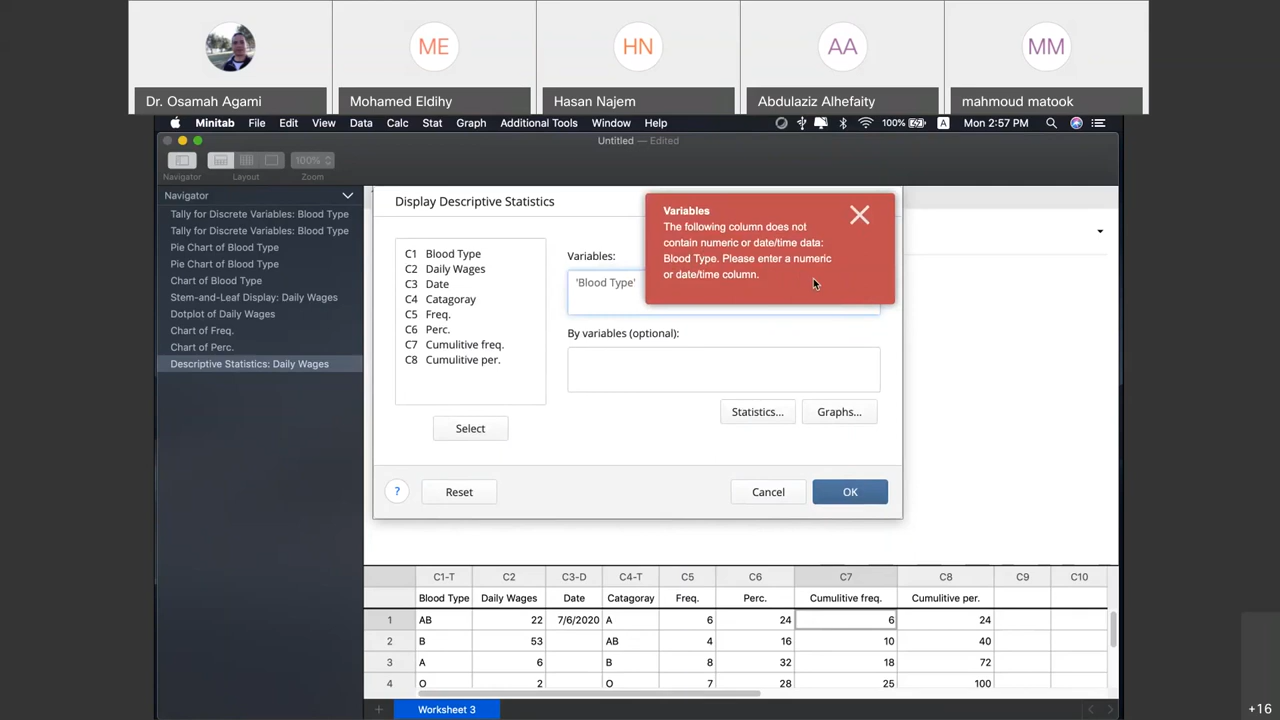 ME
HN
AA
MM
Dr. Osamah Agami
Mohamed Eldihy
Hasan Najem
Abdulaziz Alhefaity
mahmoud matook
Minitab File Edit View Data Calc Stat Graph Additional Tools Window Help
100% A Mon 2:57 PM
Untitled — Edited
100%
Navigator Layout Zoom
Navigator
Tally for Discrete Variables: Blood Type
Tally for Discrete Variables: Blood Type
Pie Chart of Blood Type
Pie Chart of Blood Type
Chart of Blood Type
Stem-and-Leaf Display: Daily Wages
Dotplot of Daily Wages
Chart of Freq.
Chart of Perc.
Descriptive Statistics: Daily Wages
Display Descriptive Statistics
C1 Blood Type
C2 Daily Wages
C3 Date
C4 Catagoray
C5 Freq.
C6 Perc.
C7 Cumulitive freq.
C8 Cumulitive per.
Select
Variables:
'Blood Type'
Variables
The following column does not
contain numeric or date/time data:
Blood Type. Please enter a numeric
or date/time column.
By variables (optional):
Statistics... Graphs...
? Reset Cancel OK
C1-T C2 C3-D C4-T C5 C6 C7 C8 C9 C10
Blood Type Daily Wages Date Catagoray Freq. Perc. Cumulitive freq. Cumulitive per.
1 AB 22 7/6/2020 A 6 24 6 24
2 B 53 AB 4 16 10 40
3 A 6 B 8 32 18 72
4 O 2 O 7 28 25 100
+ Worksheet 3
+16